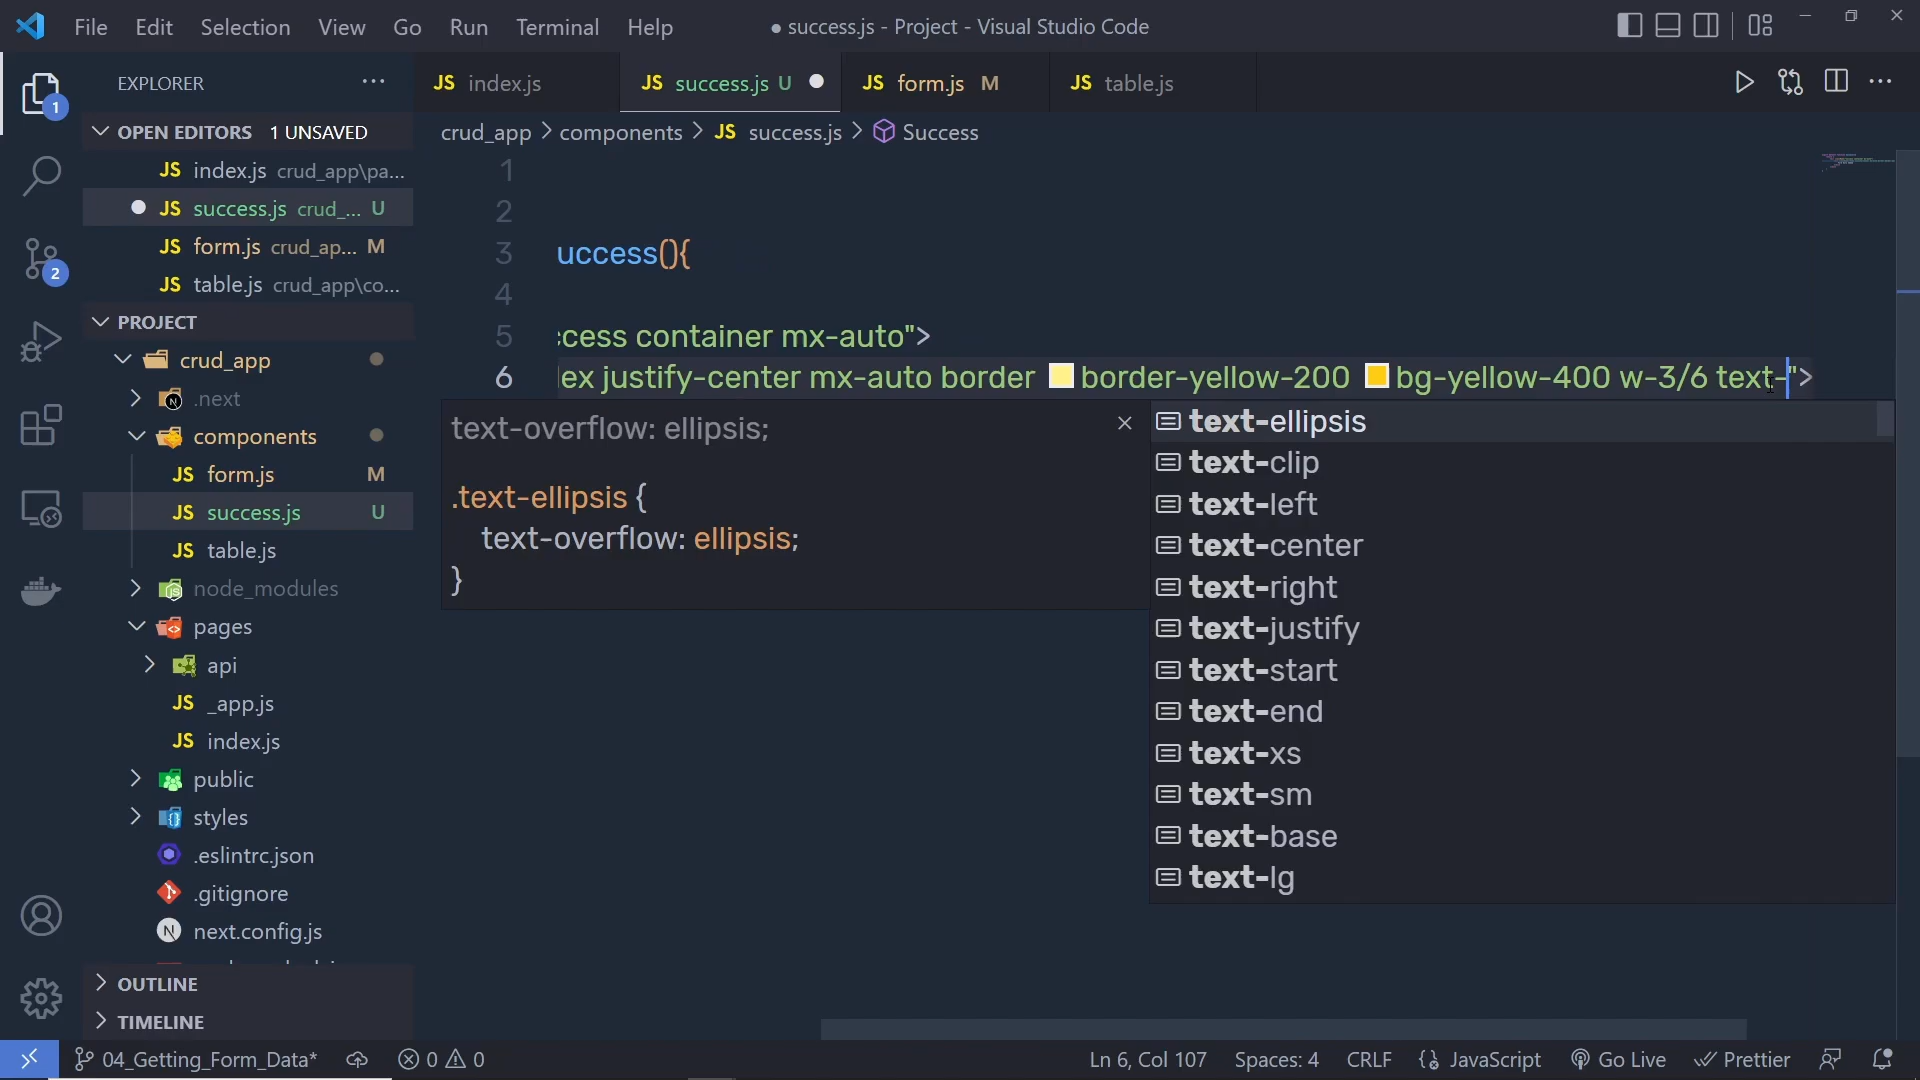 File Edit Selection View Go Run Terminal Help
● success.js - Project - Visual Studio Code
EXPLORER ···
JS index.js
JS success.js U
JS form.js M
JS table.js
OPEN EDITORS 1 UNSAVED
crud_app > components > JS success.js > Success
JS index.js crud_app\pa...
JS success.js crud_... U
JS form.js crud_ap... M
JS table.js crud_app\co...
PROJECT
crud_app
.next
components
JS form.js M
JS success.js U
JS table.js
node_modules
pages
api
JS _app.js
JS index.js
public
styles
.eslintrc.json
.gitignore
next.config.js
OUTLINE
TIMELINE
1
2
1
2
3 uccess(){
4
5 ccess container mx-auto">
6 ex justify-center mx-auto border border-yellow-200 bg-yellow-400 w-3/6 text-">
text-overflow: ellipsis;
.text-ellipsis {
text-overflow: ellipsis;
}
text-ellipsis
text-clip
text-left
text-center
text-right
text-justify
text-start
text-end
text-xs
text-sm
text-base
text-lg
04_Getting_Form_Data* 0 0 Ln 6, Col 107 Spaces: 4 CRLF {} JavaScript Go Live Prettier